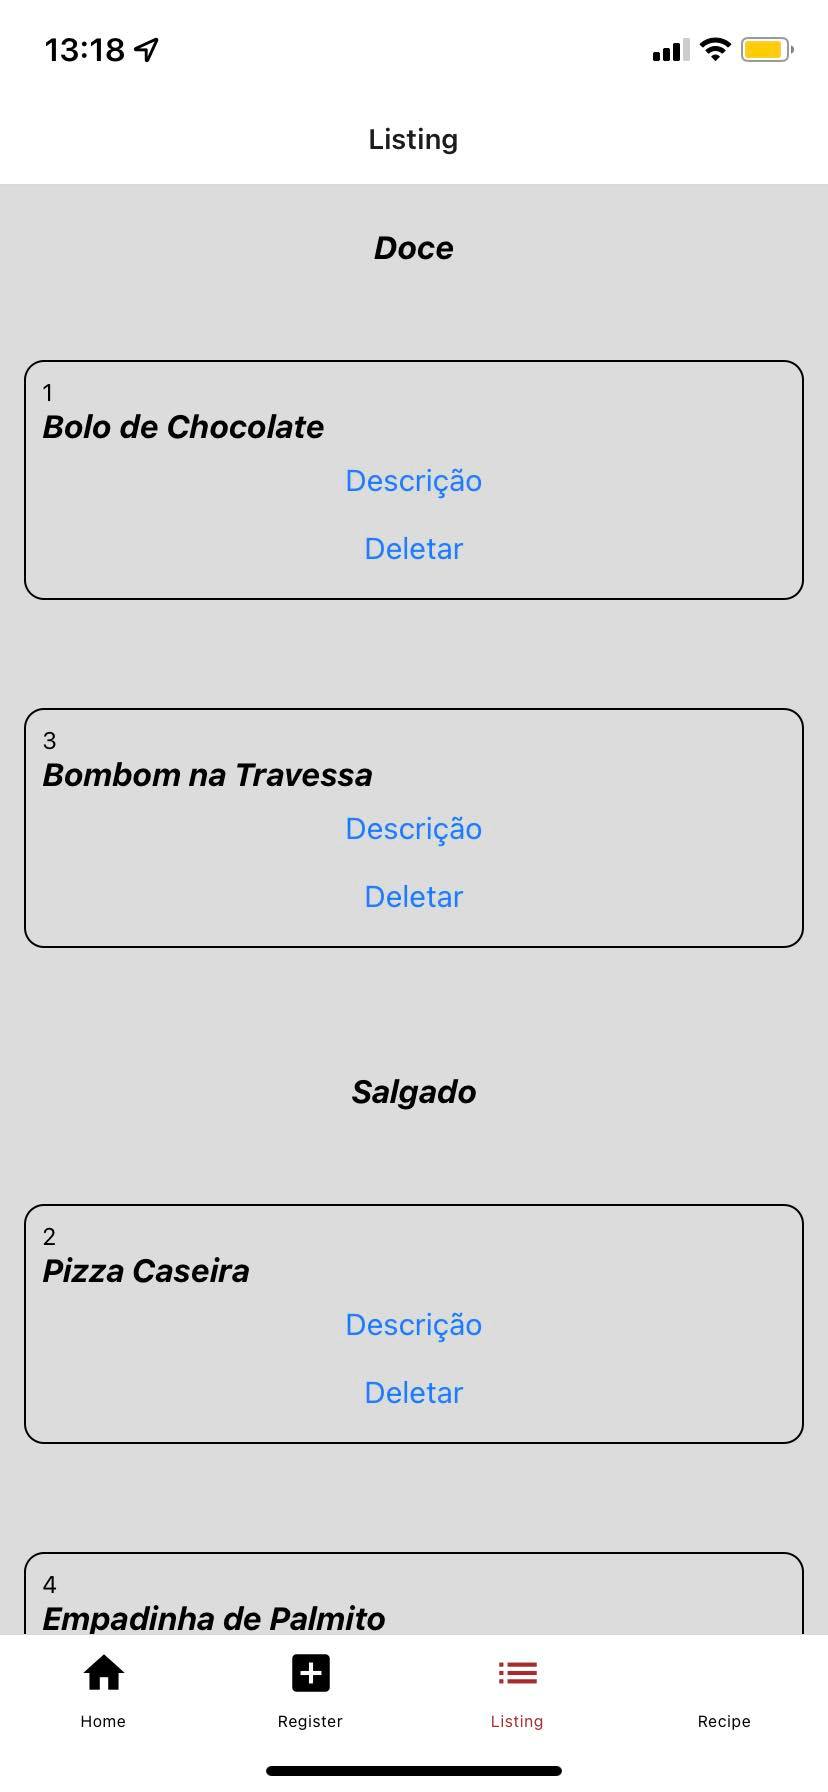 13:18
Listing
Doce
1
Bolo de Chocolate
Descrição
Deletar
3
Bombom na Travessa
Descrição
Deletar
Salgado
2
Pizza Caseira
Descrição
Deletar
4
Empadinha de Palmito
Home
Register
Listing
Recipe